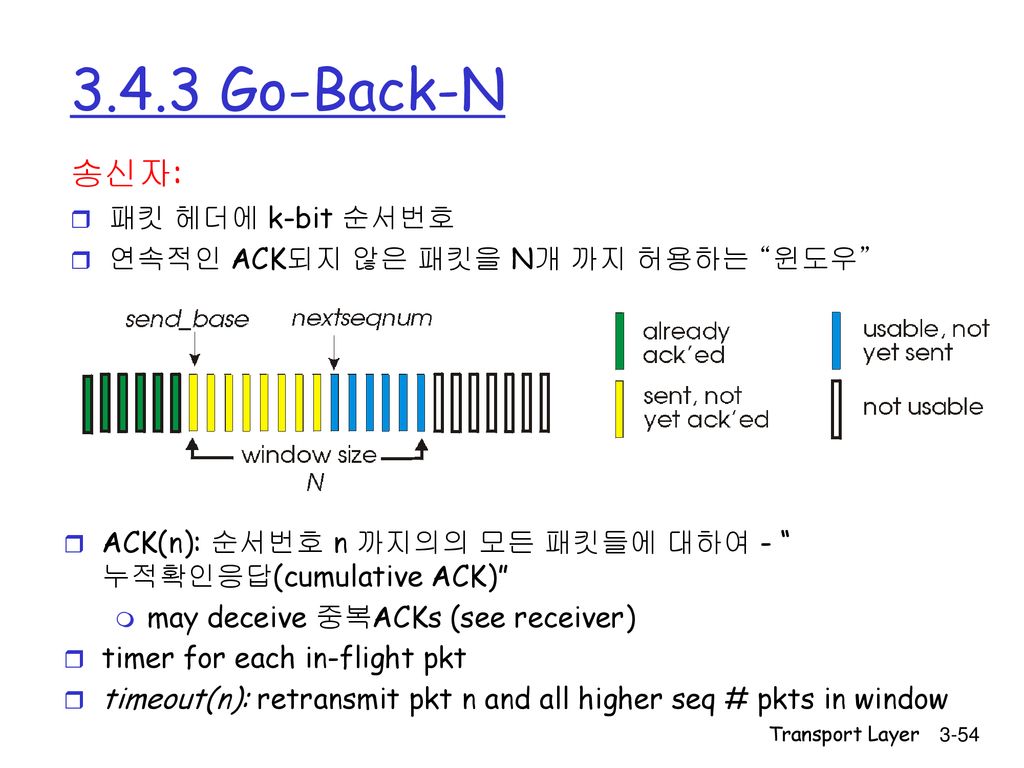 3.4.3 Go-Back-N
송신자:
패킷 헤더에 k-bit 순서번호
연속적인 ACK되지 않은 패킷을 N개 까지 허용하는 “윈도우”
send_base
nextseqnum
already
ack’ed
usable, not
yet sent
sent, not
yet ack’ed
not usable
window size
N
ACK(n): 순서번호 n 까지의의 모든 패킷들에 대하여 - “
누적확인응답(cumulative ACK)”
may deceive 중복ACKs (see receiver)
timer for each in-flight pkt
timeout(n): retransmit pkt n and all higher seq # pkts in window
Transport Layer 3-54